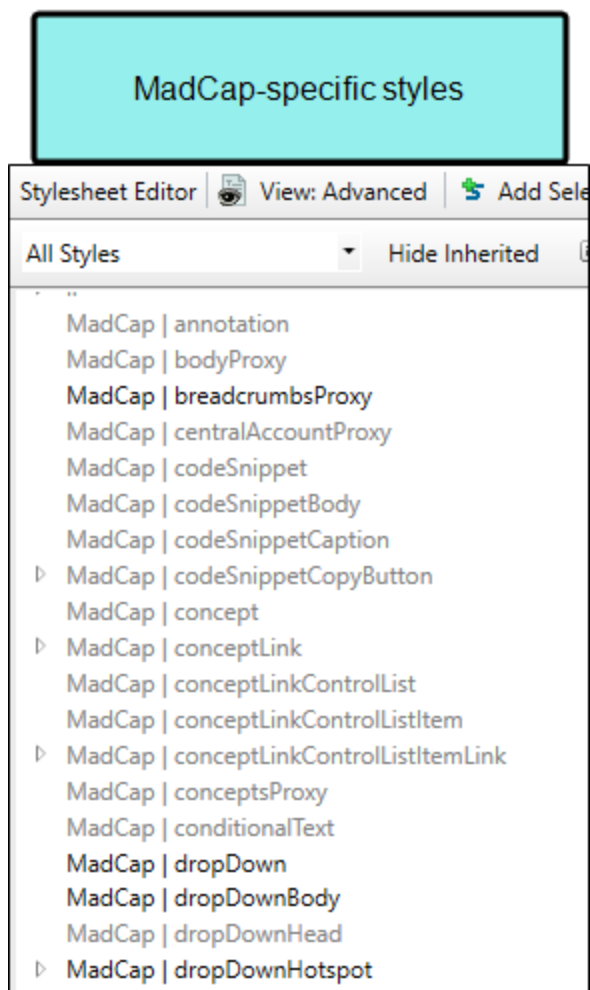 MadCap-specific styles
Stylesheet Editor View: Advanced Add Sele
All Styles Hide Inherited
MadCap | annotation
MadCap | bodyProxy
MadCap | breadcrumbsProxy
MadCap | centralAccountProxy
MadCap | codeSnippet
MadCap | codeSnippetBody
MadCap | codeSnippetCaption
MadCap | codeSnippetCopyButton
MadCap | concept
MadCap | conceptLink
MadCap | conceptLinkControlList
MadCap | conceptLinkControlListItem
MadCap | conceptLinkControlListItemLink
MadCap | conceptsProxy
MadCap | conditionalText
MadCap | dropDown
MadCap | dropDownBody
MadCap | dropDownHead
MadCap | dropDownHotspot